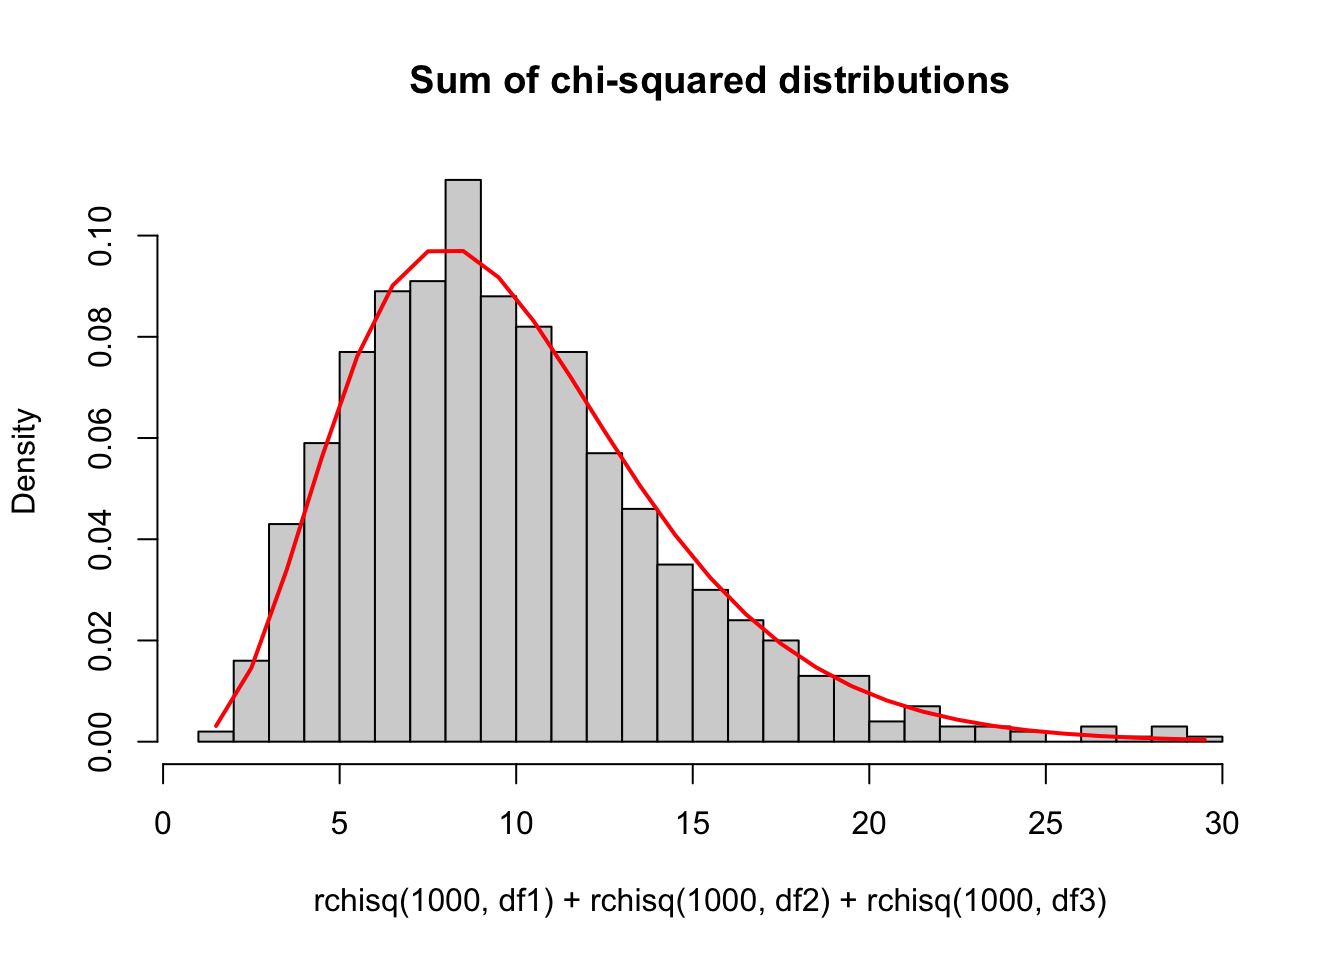 Sum of chi-squared distributions
Density
0.10
0.08
0.06
0.04
0.02
0.00
0 5 10 15 20 25 30
rchisq(1000, df1) + rchisq(1000, df2) + rchisq(1000, df3)